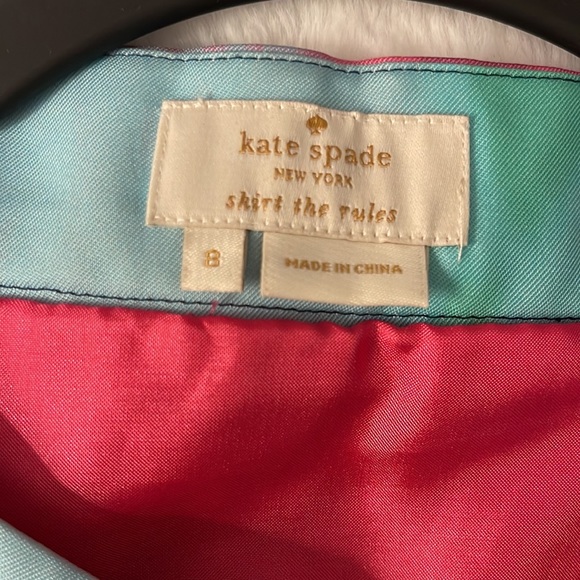 kate spade
NEW YORK
skirt the rules
8
MADE IN CHINA